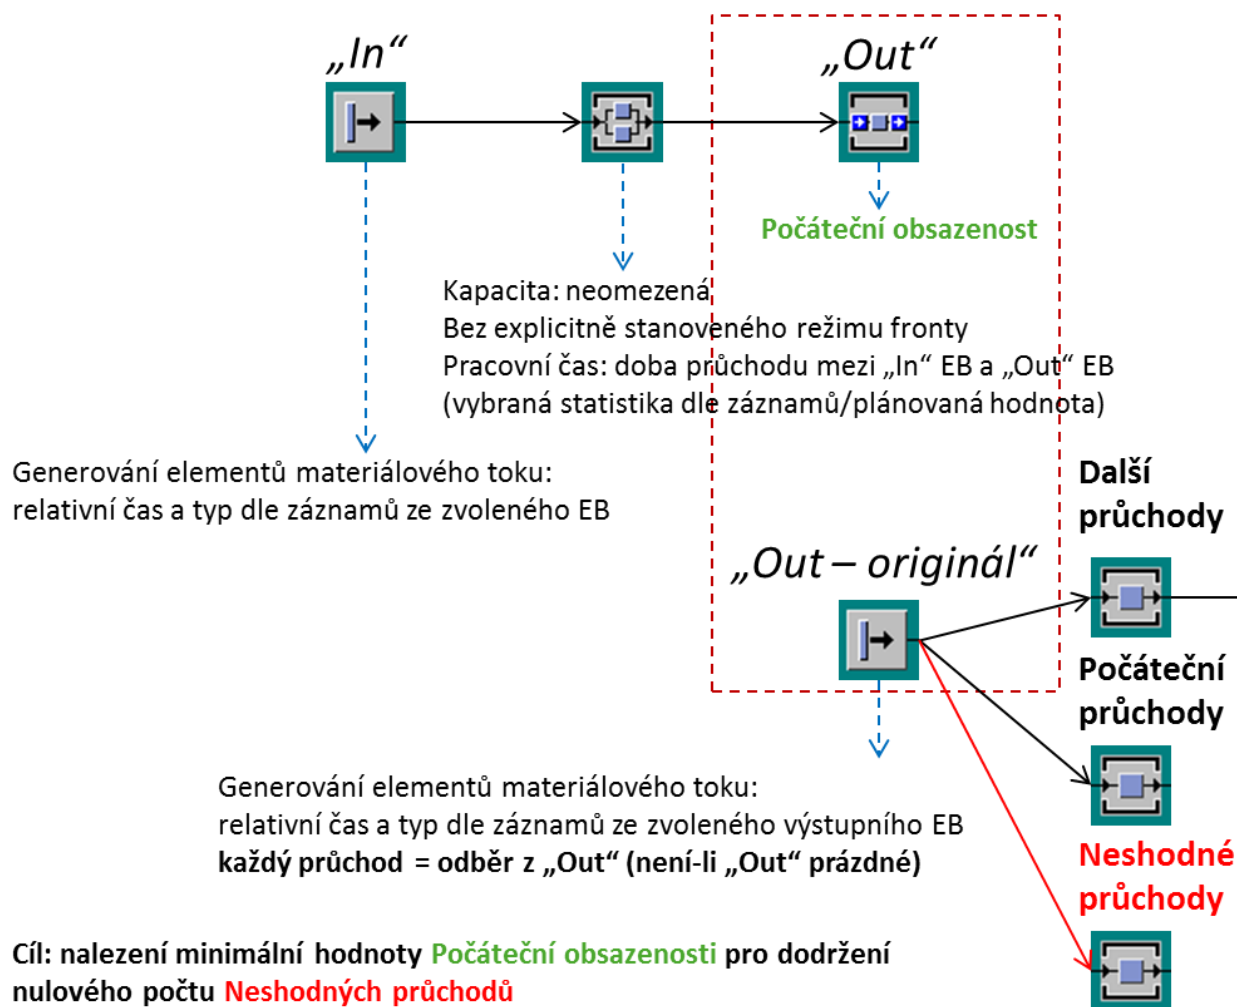 „In“
„Out“
Počáteční obsazenost
Kapacita: neomezená
Bez explicitně stanoveného režimu fronty
Pracovní čas: doba průchodu mezi „In“ EB a „Out“ EB
(vybraná statistika dle záznamů/plánovaná hodnota)
Generování elementů materiálového toku:
relativní čas a typ dle záznamů ze zvoleného EB
Další
průchody
„Out – originál“
Počáteční
průchody
Generování elementů materiálového toku:
relativní čas a typ dle záznamů ze zvoleného výstupního EB
každý průchod = odběr z „Out“ (není-li „Out“ prázdné)
Neshodné
průchody
Cíl: nalezení minimální hodnoty Počáteční obsazenosti pro dodržení
nulového počtu Neshodných průchodů